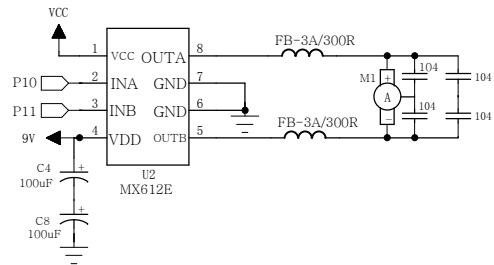 VCC
FB-3A/300R
1 VCC OUTA 8
P10 2 INA GND 7
P11 3 INB GND 6
9V 4 VDD OUTB 5
FB-3A/300R
M1 + A −
104 104
104 104
U2
MX612E
+
C4
100uF
+
C8
100uF